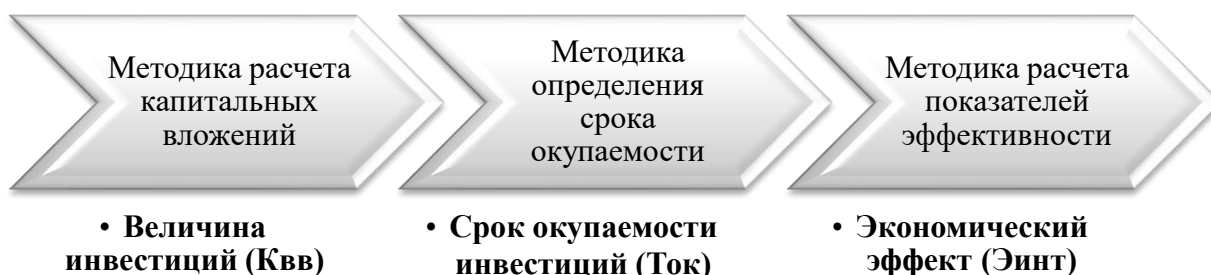 Методика расчета
капитальных
вложений
• Величина
инвестиций (Квв)
Методика
определения
срока
окупаемости
• Срок окупаемости
инвестиций (Ток)
Методика расчета
показателей
эффективности
• Экономический
эффект (Эинт)